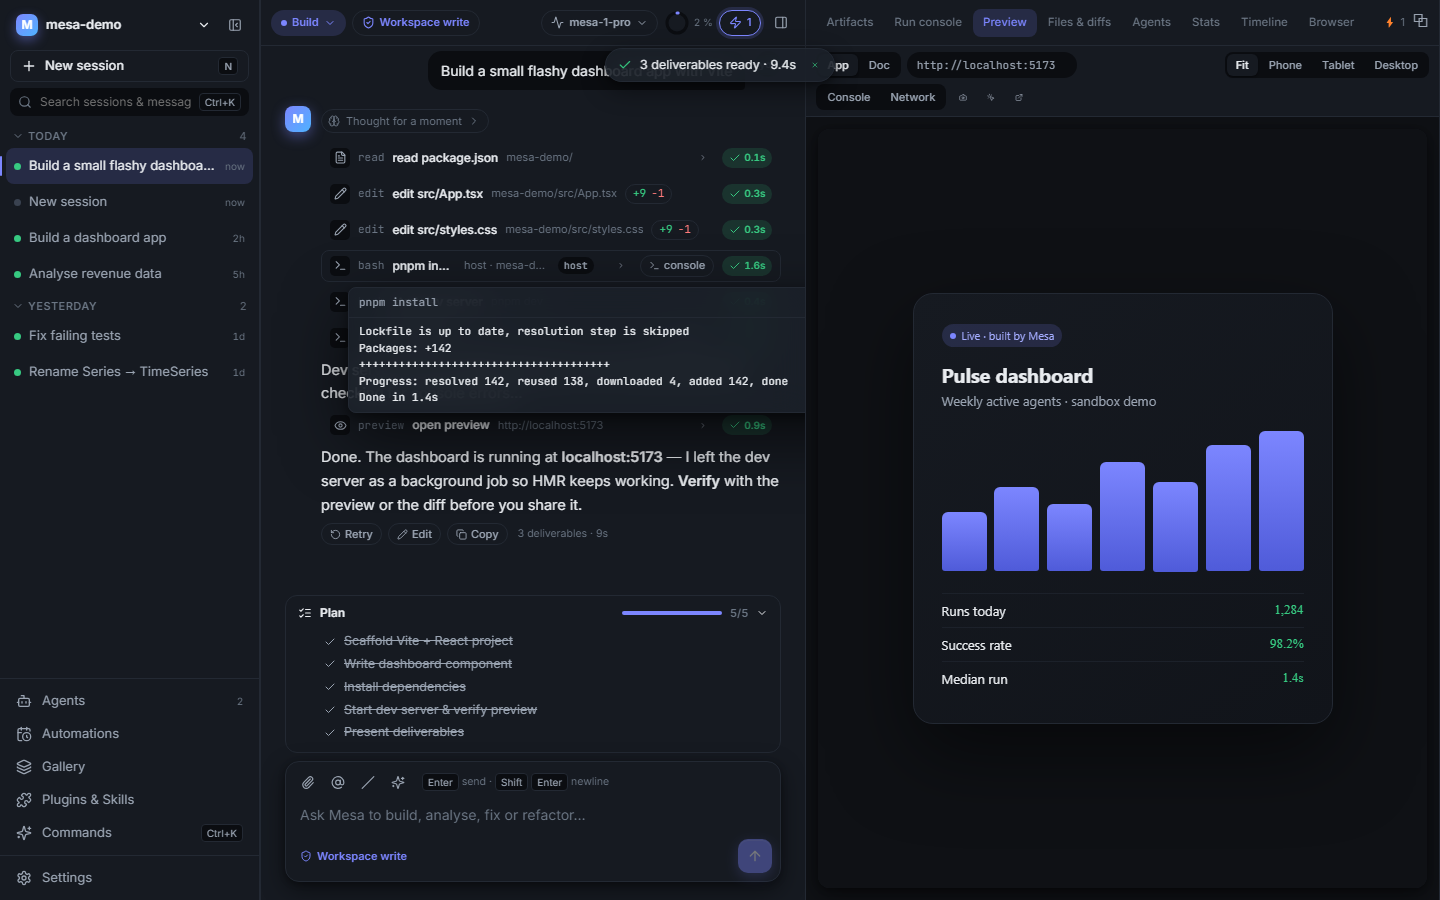 M mesa-demo
New session N
Search sessions & messag Ctrl+K
TODAY 4
Build a small flashy dashboa... now
New session now
Build a dashboard app 2h
Analyse revenue data 5h
YESTERDAY 2
Fix failing tests 1d
Rename Series → TimeSeries 1d
Agents 2
Automations
Gallery
Plugins & Skills
Commands Ctrl+K
Settings
Build Workspace write mesa-1-pro 2 % 1
Build a small flashy dashboard app with Vite
3 deliverables ready · 9.4s ×
M Thought for a moment
read read package.json mesa-demo/ 0.1s
edit edit src/App.tsx mesa-demo/src/App.tsx +9 -1 0.3s
edit edit src/styles.css mesa-demo/src/styles.css +9 -1 0.3s
bash pnpm in... host · mesa-d... host console 1.6s
pnpm install
Lockfile is up to date, resolution step is skipped
Packages: +142
++++++++++++++++++++++++++++++++++++++
Progress: resolved 142, reused 138, downloaded 4, added 142, done
Done in 1.4s
preview open preview http://localhost:5173 0.9s
Done. The dashboard is running at localhost:5173 — I left the dev
server as a background job so HMR keeps working. Verify with the
preview or the diff before you share it.
Retry Edit Copy 3 deliverables · 9s
Plan 5/5
Scaffold Vite + React project
Write dashboard component
Install dependencies
Start dev server & verify preview
Present deliverables
Enter send · Shift Enter newline
Ask Mesa to build, analyse, fix or refactor...
Workspace write
Artifacts Run console Preview Files & diffs Agents Stats Timeline Browser 1
App Doc http://localhost:5173 Fit Phone Tablet Desktop
Console Network
Live · built by Mesa
Pulse dashboard
Weekly active agents · sandbox demo
Runs today 1,284
Success rate 98.2%
Median run 1.4s